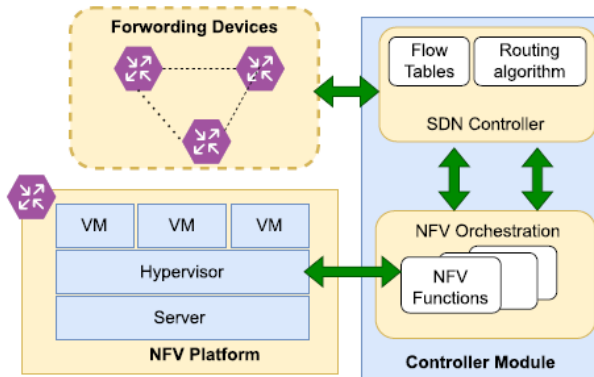 Forwording Devices
Flow
Tables
Routing
algorithm
SDN Controller
VM
VM
VM
Hypervisor
Server
NFV Platform
NFV Orchestration
NFV
Functions
Controller Module